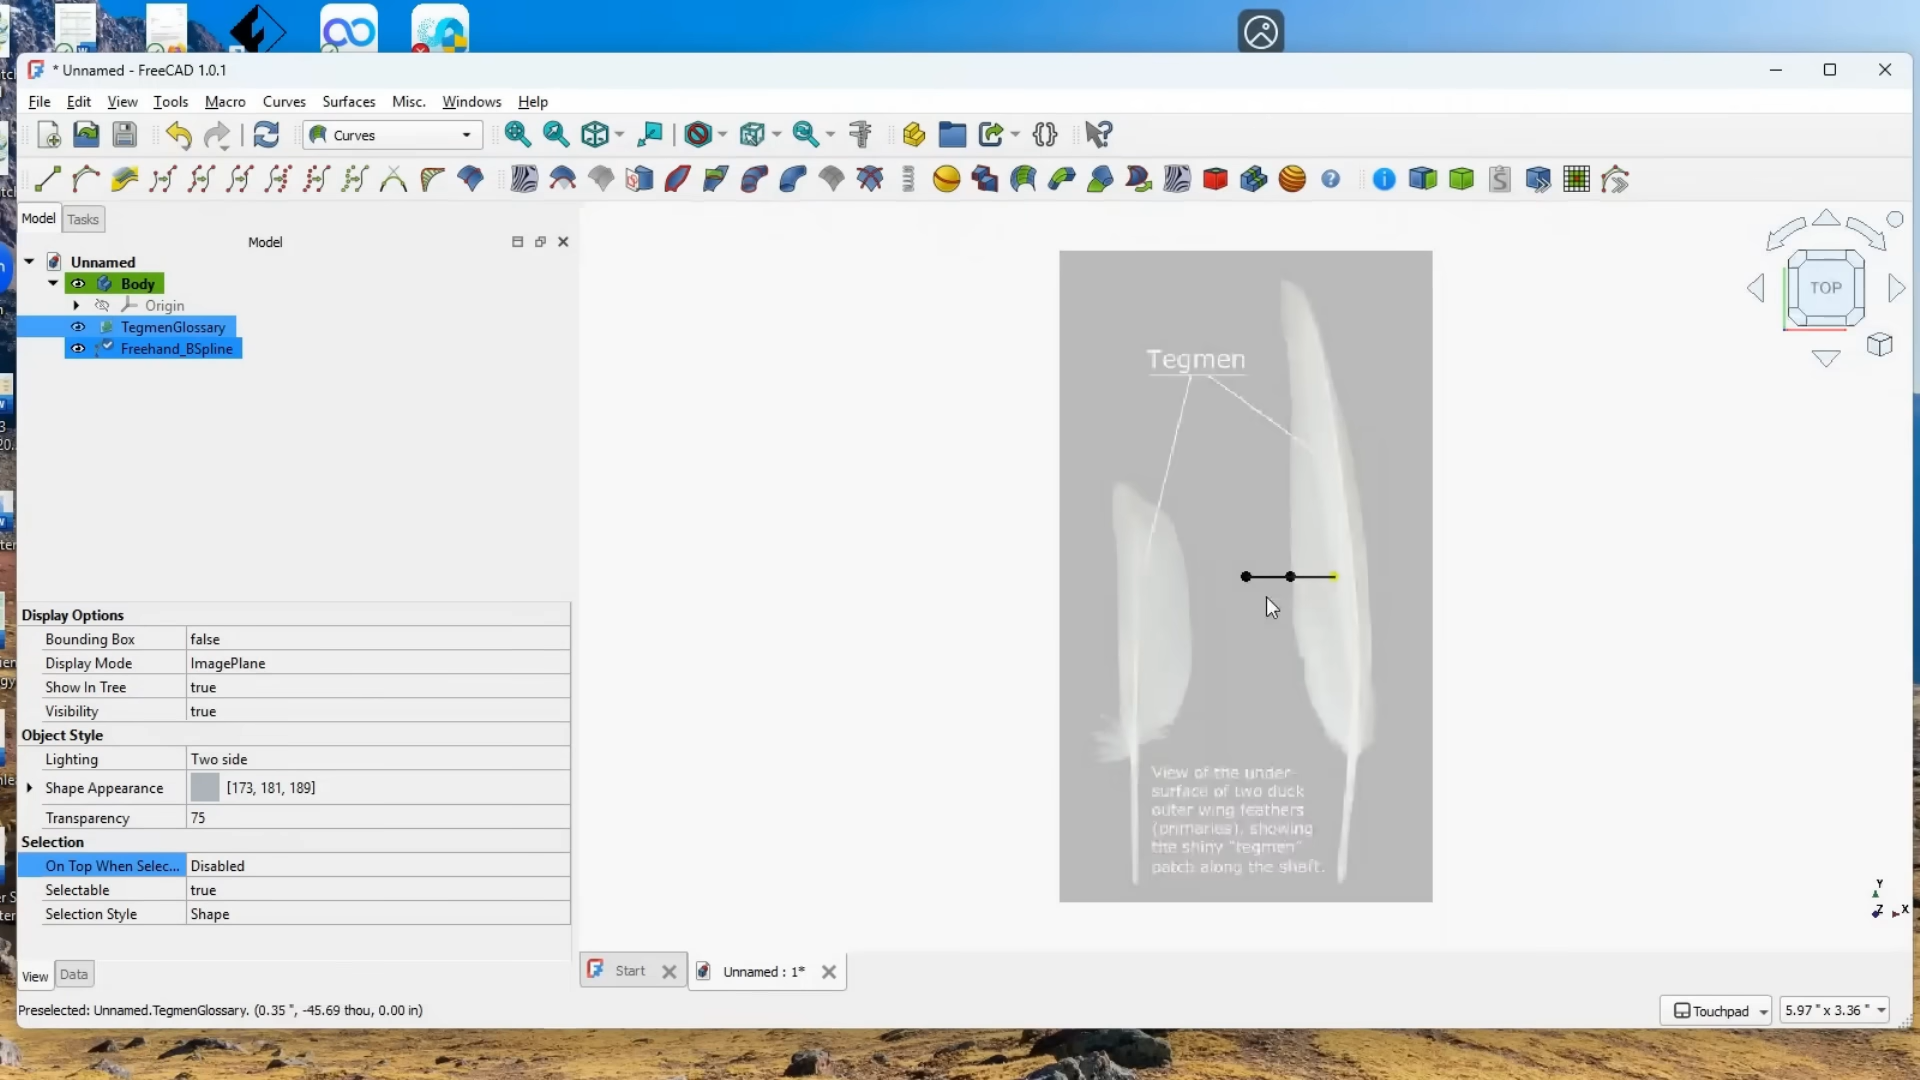 * Unnamed - FreeCAD 1.0.1
File Edit View Tools Macro Curves Surfaces Misc. Windows Help
Curves
Model Tasks
Model
Unnamed
Body
Origin
TegmenGlossary
Freehand_BSpline
TOP
Tegmen
View of the under-
surface of two duck
outer wing feathers
(primaries), showing
the shiny "tegmen"
patch along the shaft.
Display Options
Bounding Box false
Display Mode ImagePlane
Show In Tree true
Visibility true
Object Style
Lighting Two side
Shape Appearance [173, 181, 189]
Transparency 75
Selection
On Top When Selec... Disabled
Selectable true
Selection Style Shape
Y
Z X
View Data
Start Unnamed : 1*
Preselected: Unnamed.TegmenGlossary. (0.35 ", -45.69 thou, 0.00 in)
Touchpad 5.97 " x 3.36 "